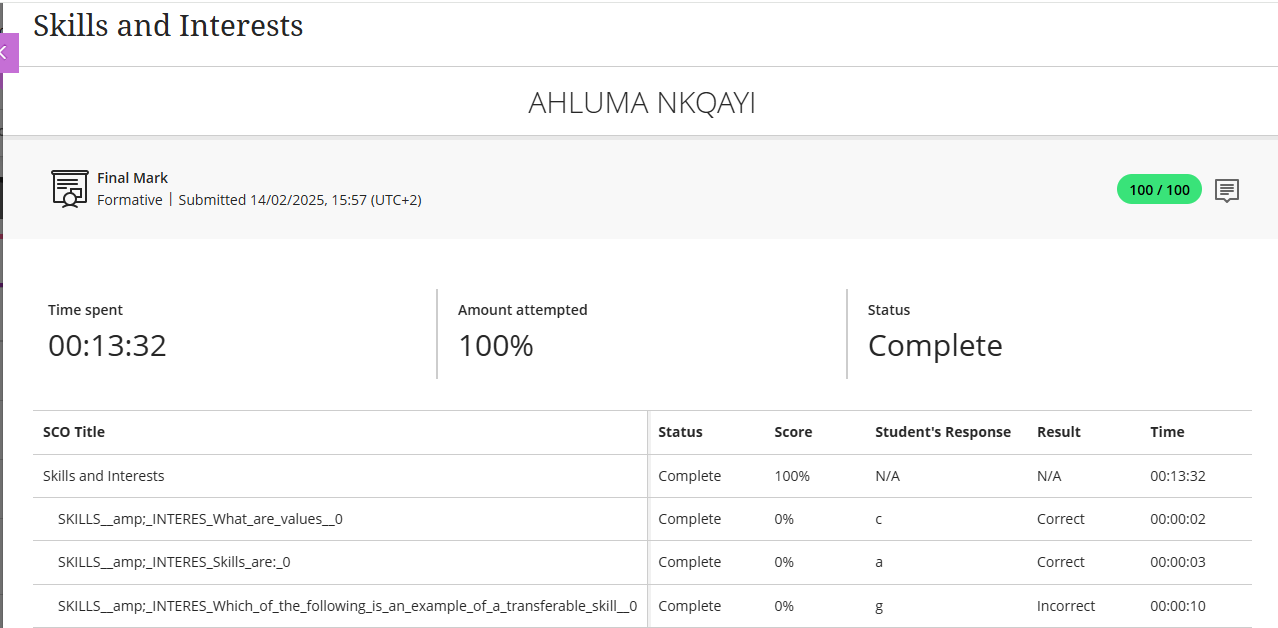 Skills and Interests
AHLUMA NKQAYI
Final Mark
Formative | Submitted 14/02/2025, 15:57 (UTC+2)
100 / 100
Time spent
00:13:32
Amount attempted
100%
Status
Complete
SCO Title Status Score Student's Response Result Time
Skills and Interests Complete 100% N/A N/A 00:13:32
SKILLS__amp;_INTERES_What_are_values__0 Complete 0% c Correct 00:00:02
SKILLS__amp;_INTERES_Skills_are:_0 Complete 0% a Correct 00:00:03
SKILLS__amp;_INTERES_Which_of_the_following_is_an_example_of_a_transferable_skill__0 Complete 0% g Incorrect 00:00:10